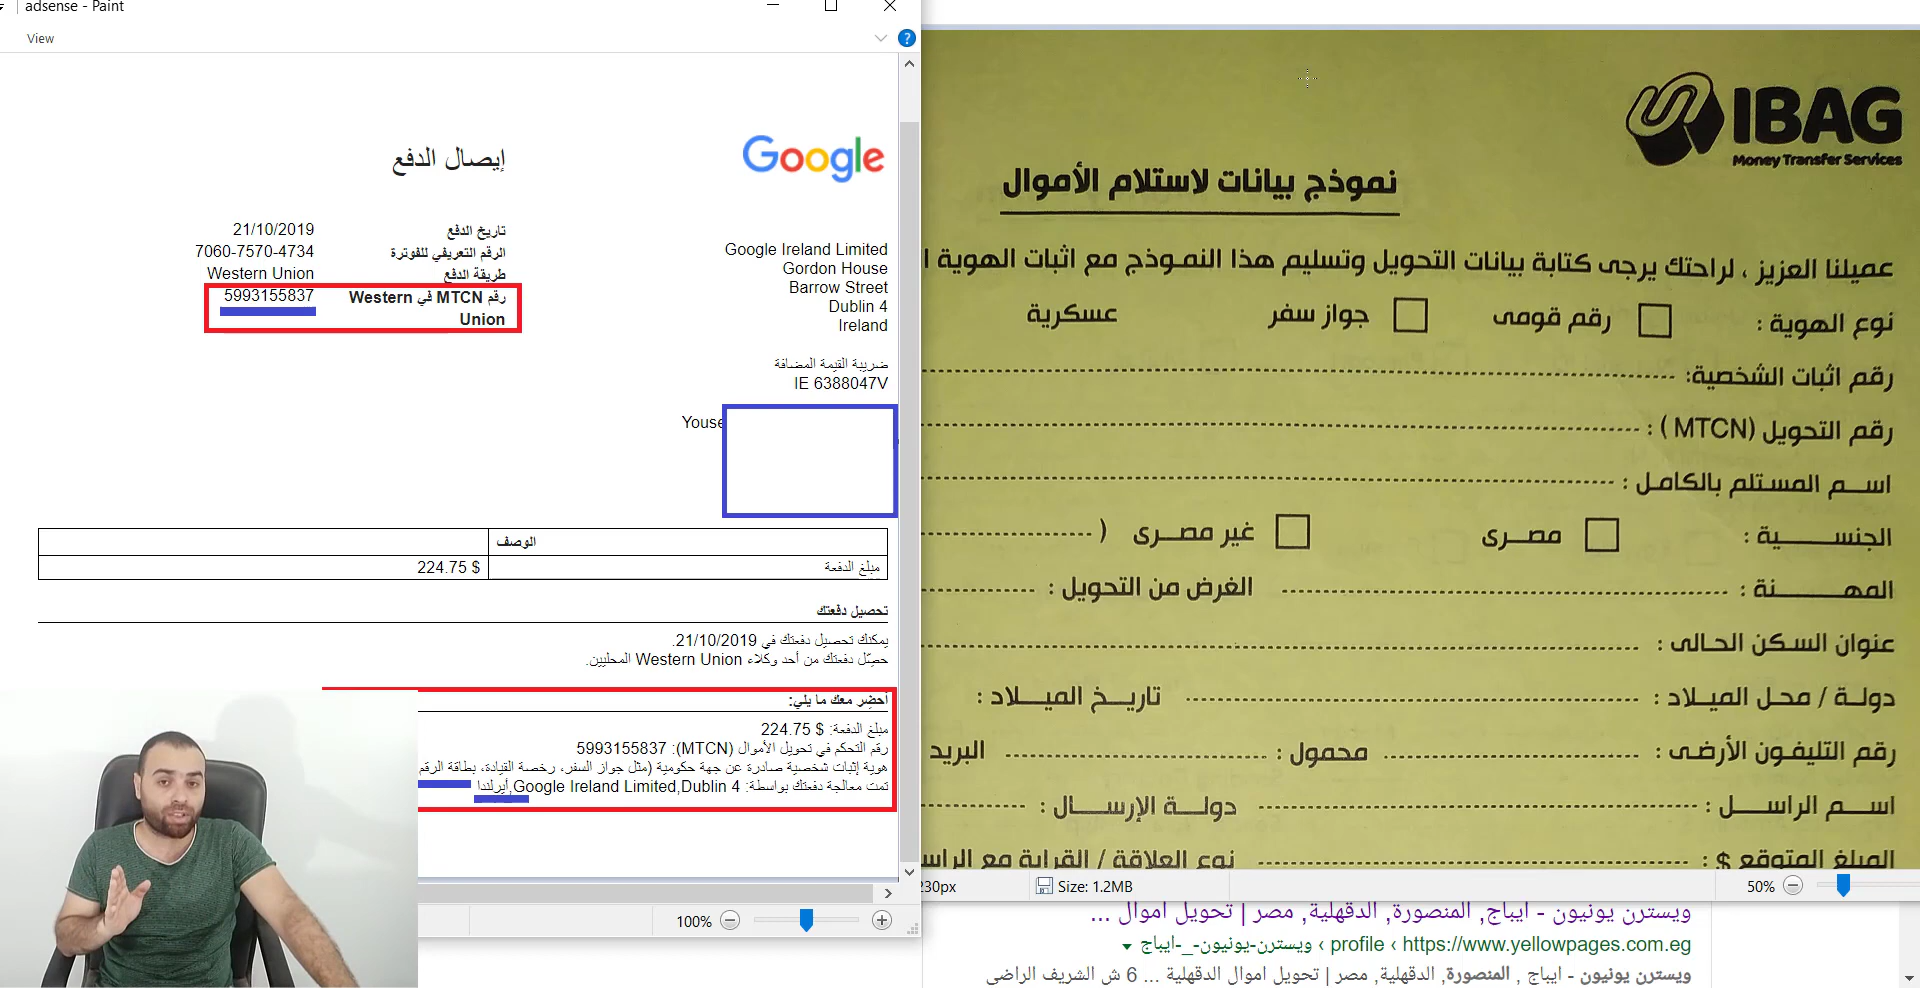 adsense - Paint
View
Google
إيصال الدفع
تاريخ الدفع 21/10/2019
الرقم التعريفي للفوترة 7060-7570-4734
طريقة الدفع Western Union
رقم MTCN في Western Union 5993155837
Google Ireland Limited
Gordon House
Barrow Street
Dublin 4
Ireland
ضريبة القيمة المضافة
IE 6388047V
الوصف
مبلغ الدفعة $ 224.75
تحصيل دفعتك
يمكنك تحصيل دفعتك في 21/10/2019.
حصّل دفعتك من أحد وكلاء Western Union المحليين.
أحضِر معك ما يلي:
مبلغ الدفعة: $ 224.75
رقم التحكم في تحويل الأموال (MTCN): 5993155837
هوية إثبات شخصية صادرة عن جهة حكومية (مثل جواز السفر، رخصة القيادة، بطاقة الرقم
تمت معالجة دفعتك بواسطة: Google Ireland Limited,Dublin 4,أيرلندا
100%
IBAG
Money Transfer Services
نموذج بيانات لاستلام الأموال
عميلنا العزيز ، لراحتك يرجى كتابة بيانات التحويل وتسليم هذا النموذج مع اثبات الهوية
نوع الهوية : رقم قومى جواز سفر عسكرية
رقم اثبات الشخصية:
رقم التحويل (MTCN) :
اسم المستلم بالكامل :
الجنسية : مصرى غير مصرى (
المهنة : الغرض من التحويل :
عنوان السكن الحالى :
دولة / محل الميلاد : تاريخ الميلاد :
رقم التليفون الأرضى : محمول : البريد
اسم الراسل : دولة الإرسال :
المبلغ المتوقع $ : نوع العلاقة / القرابة مع
Size: 1.2MB
50%
ويسترن يونيون - ايباج, المنصورة, الدقهلية, مصر | تحويل اموال ...
https://www.yellowpages.com.eg › profile › ويسترن-يونيون-_-ايباج
ويسترن يونيون - ايباج , المنصورة, الدقهلية, مصر | تحويل اموال الدقهلية ... 6 ش الشريف الراضى